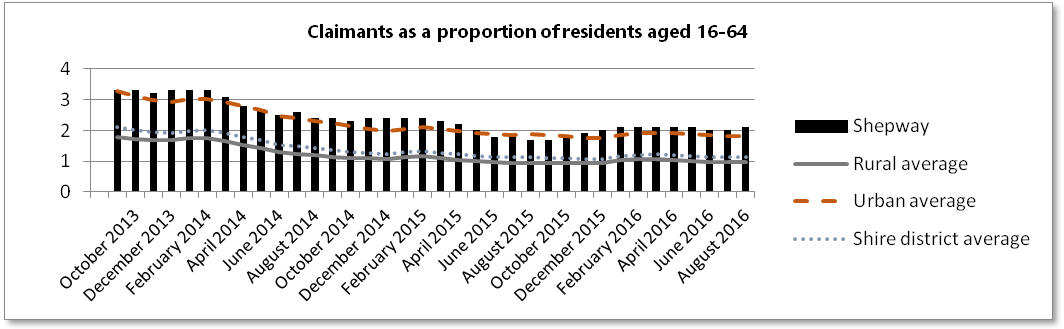 Claimants as a proportion of residents aged 16-64
4
3
2
1
0
October 2013
December 2013
February 2014
April 2014
June 2014
August 2014
October 2014
December 2014
February 2015
April 2015
June 2015
August 2015
October 2015
December 2015
February 2016
April 2016
June 2016
August 2016
Shepway
Rural average
Urban average
Shire district average